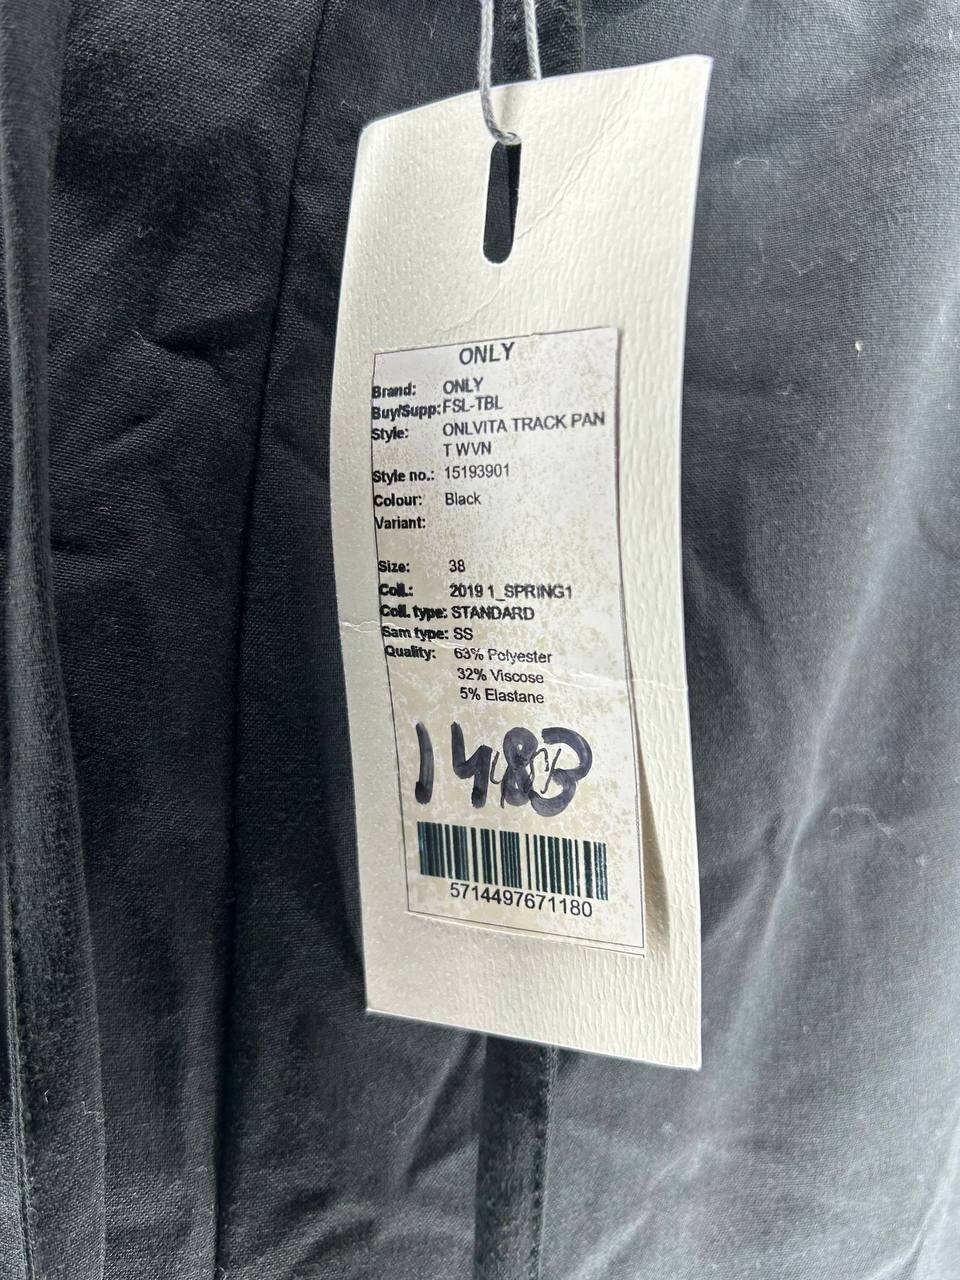 ONLY
Brand: ONLY
Buy/Supp: FSL-TBL
Style: ONLVITA TRACK PAN
T WVN
Style no.: 15193901
Colour: Black
Variant:
Size: 38
Coll.: 2019 1_SPRING1
Coll. type: STANDARD
Sam type: SS
Quality: 63% Polyester
32% Viscose
5% Elastane
1483
5714497671180